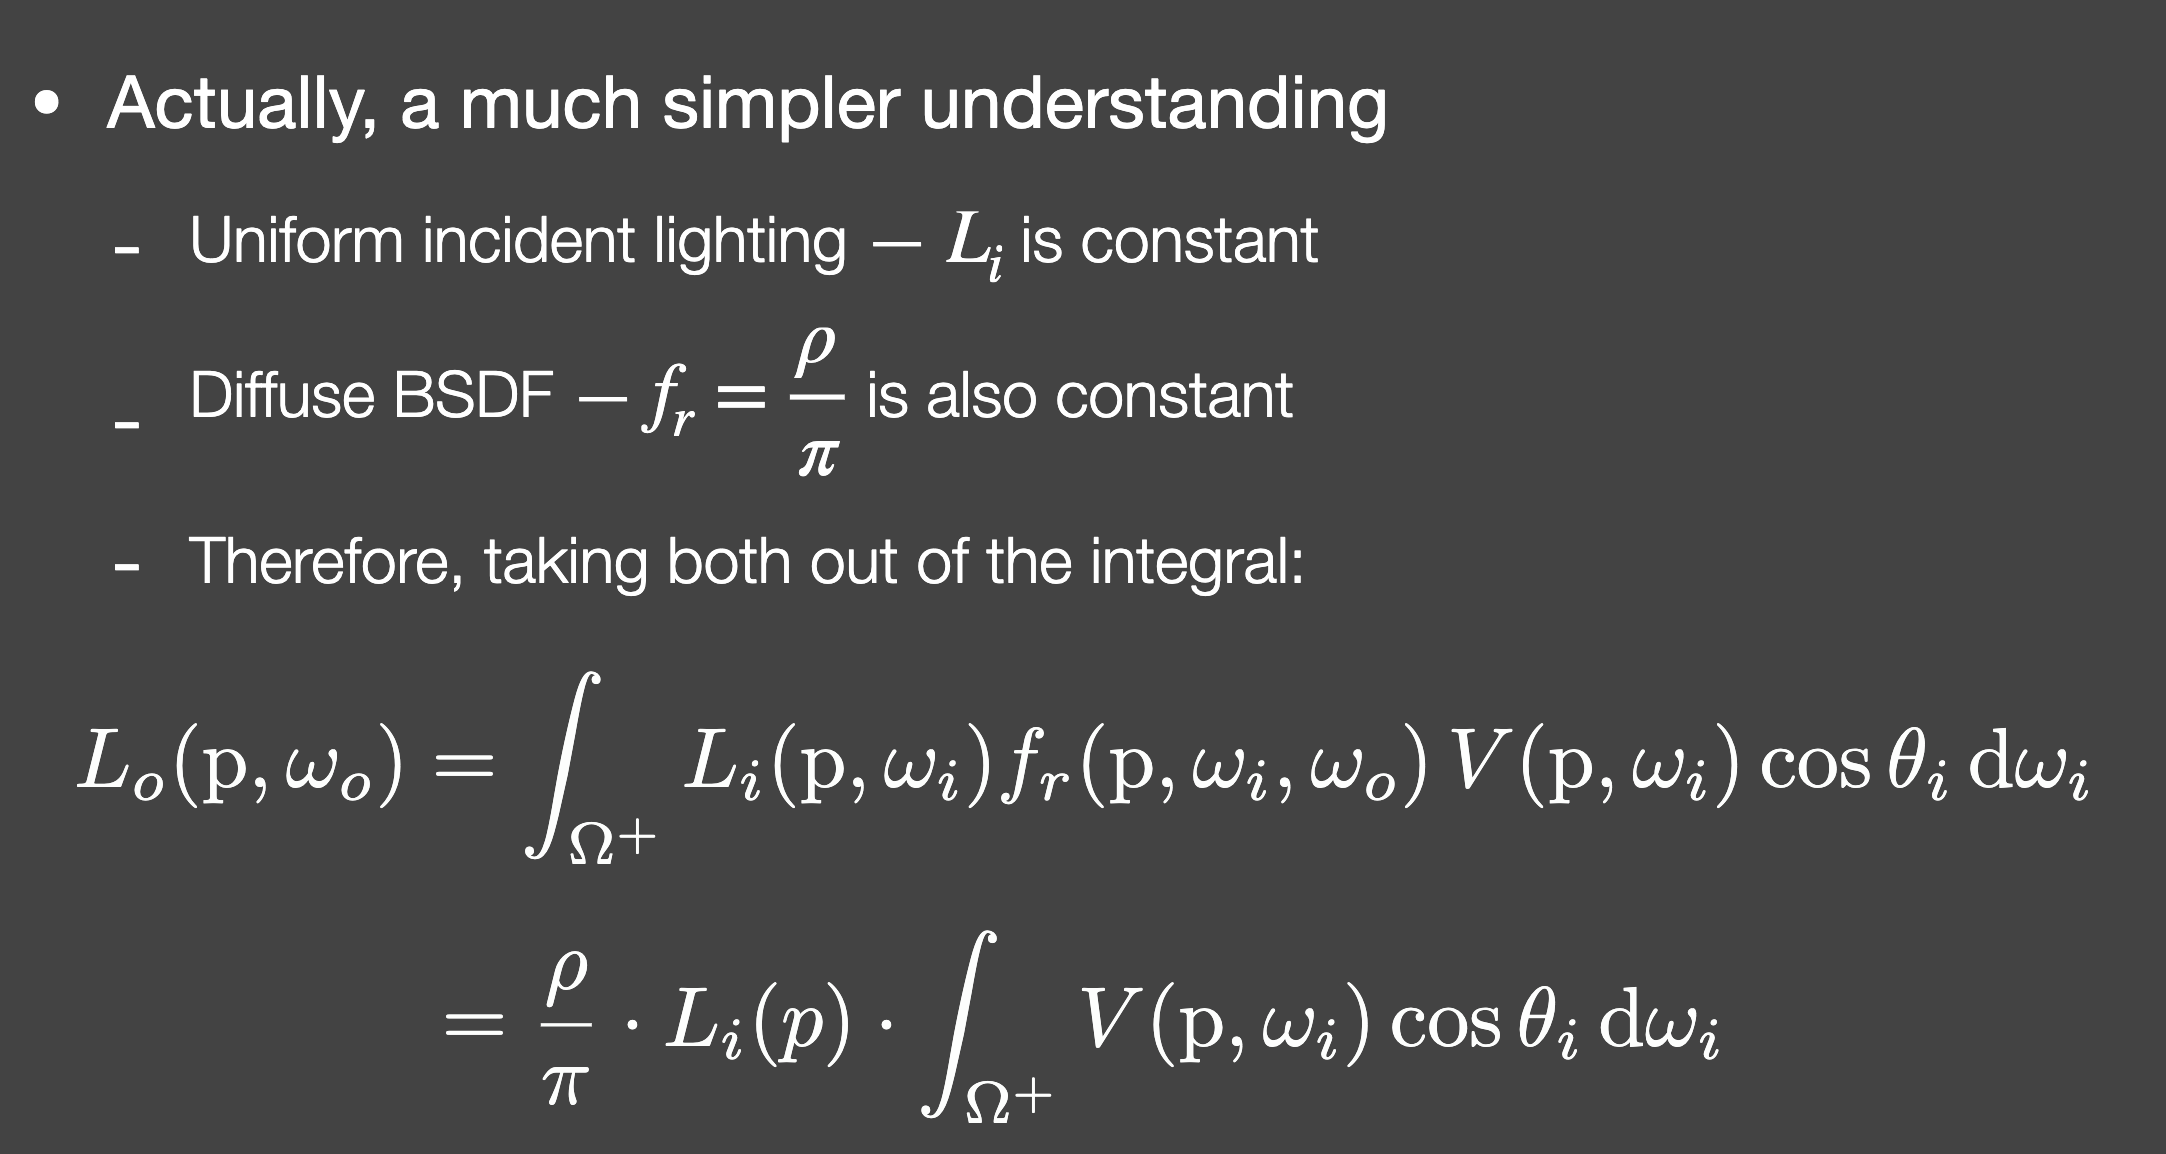 • Actually, a much simpler understanding
- Uniform incident lighting — $L_i$ is constant
- Diffuse BSDF — $f_r = \frac{\rho}{\pi}$ is also constant
- Therefore, taking both out of the integral:
$L_o(\mathrm{p}, \omega_o) = \int_{\Omega^+} L_i(\mathrm{p}, \omega_i) f_r(\mathrm{p}, \omega_i, \omega_o) V(\mathrm{p}, \omega_i) \cos\theta_i \, \mathrm{d}\omega_i$
$= \frac{\rho}{\pi} \cdot L_i(p) \cdot \int_{\Omega^+} V(\mathrm{p}, \omega_i) \cos\theta_i \, \mathrm{d}\omega_i$